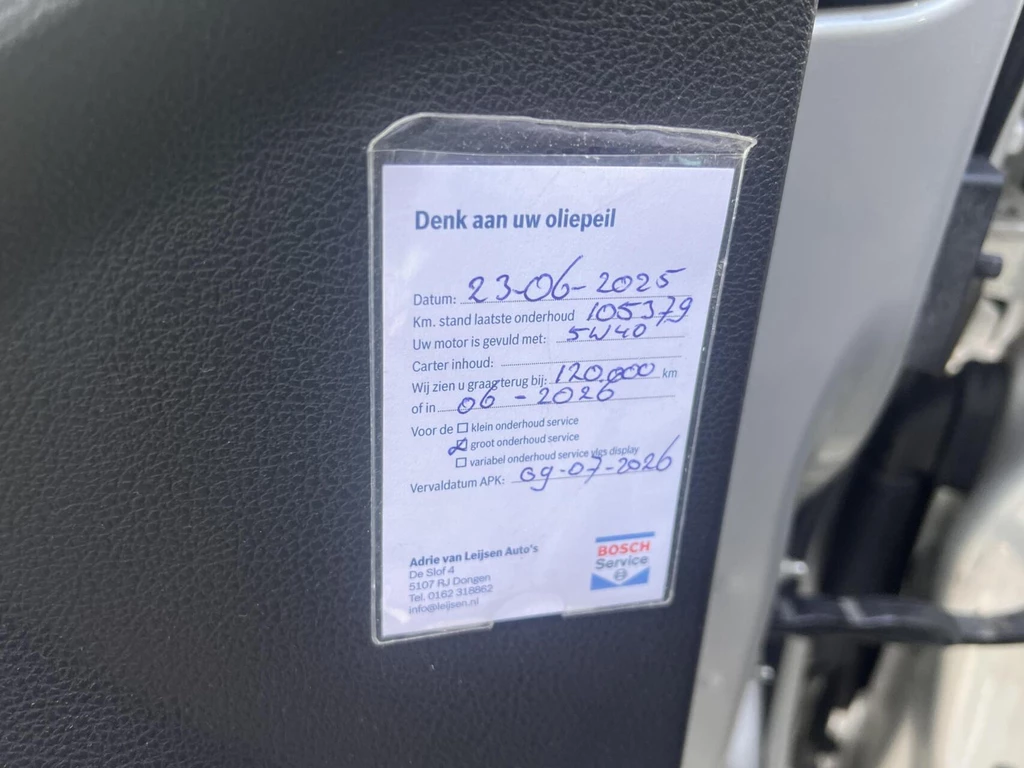 Denk aan uw oliepeil
Datum: 23-06-2025
Km. stand laatste onderhoud 105379
Uw motor is gevuld met: 5W40
Carter inhoud:
Wij zien u graag terug bij: 120.000 km
of in 06 - 2026
Voor de klein onderhoud service
groot onderhoud service
variabel onderhoud service vlgs display
Vervaldatum APK: 09-07-2026
Adrie van Leijsen Auto's
De Slof 4
5107 RJ Dongen
Tel. 0162 318862
info@leijsen.nl
BOSCH
Service